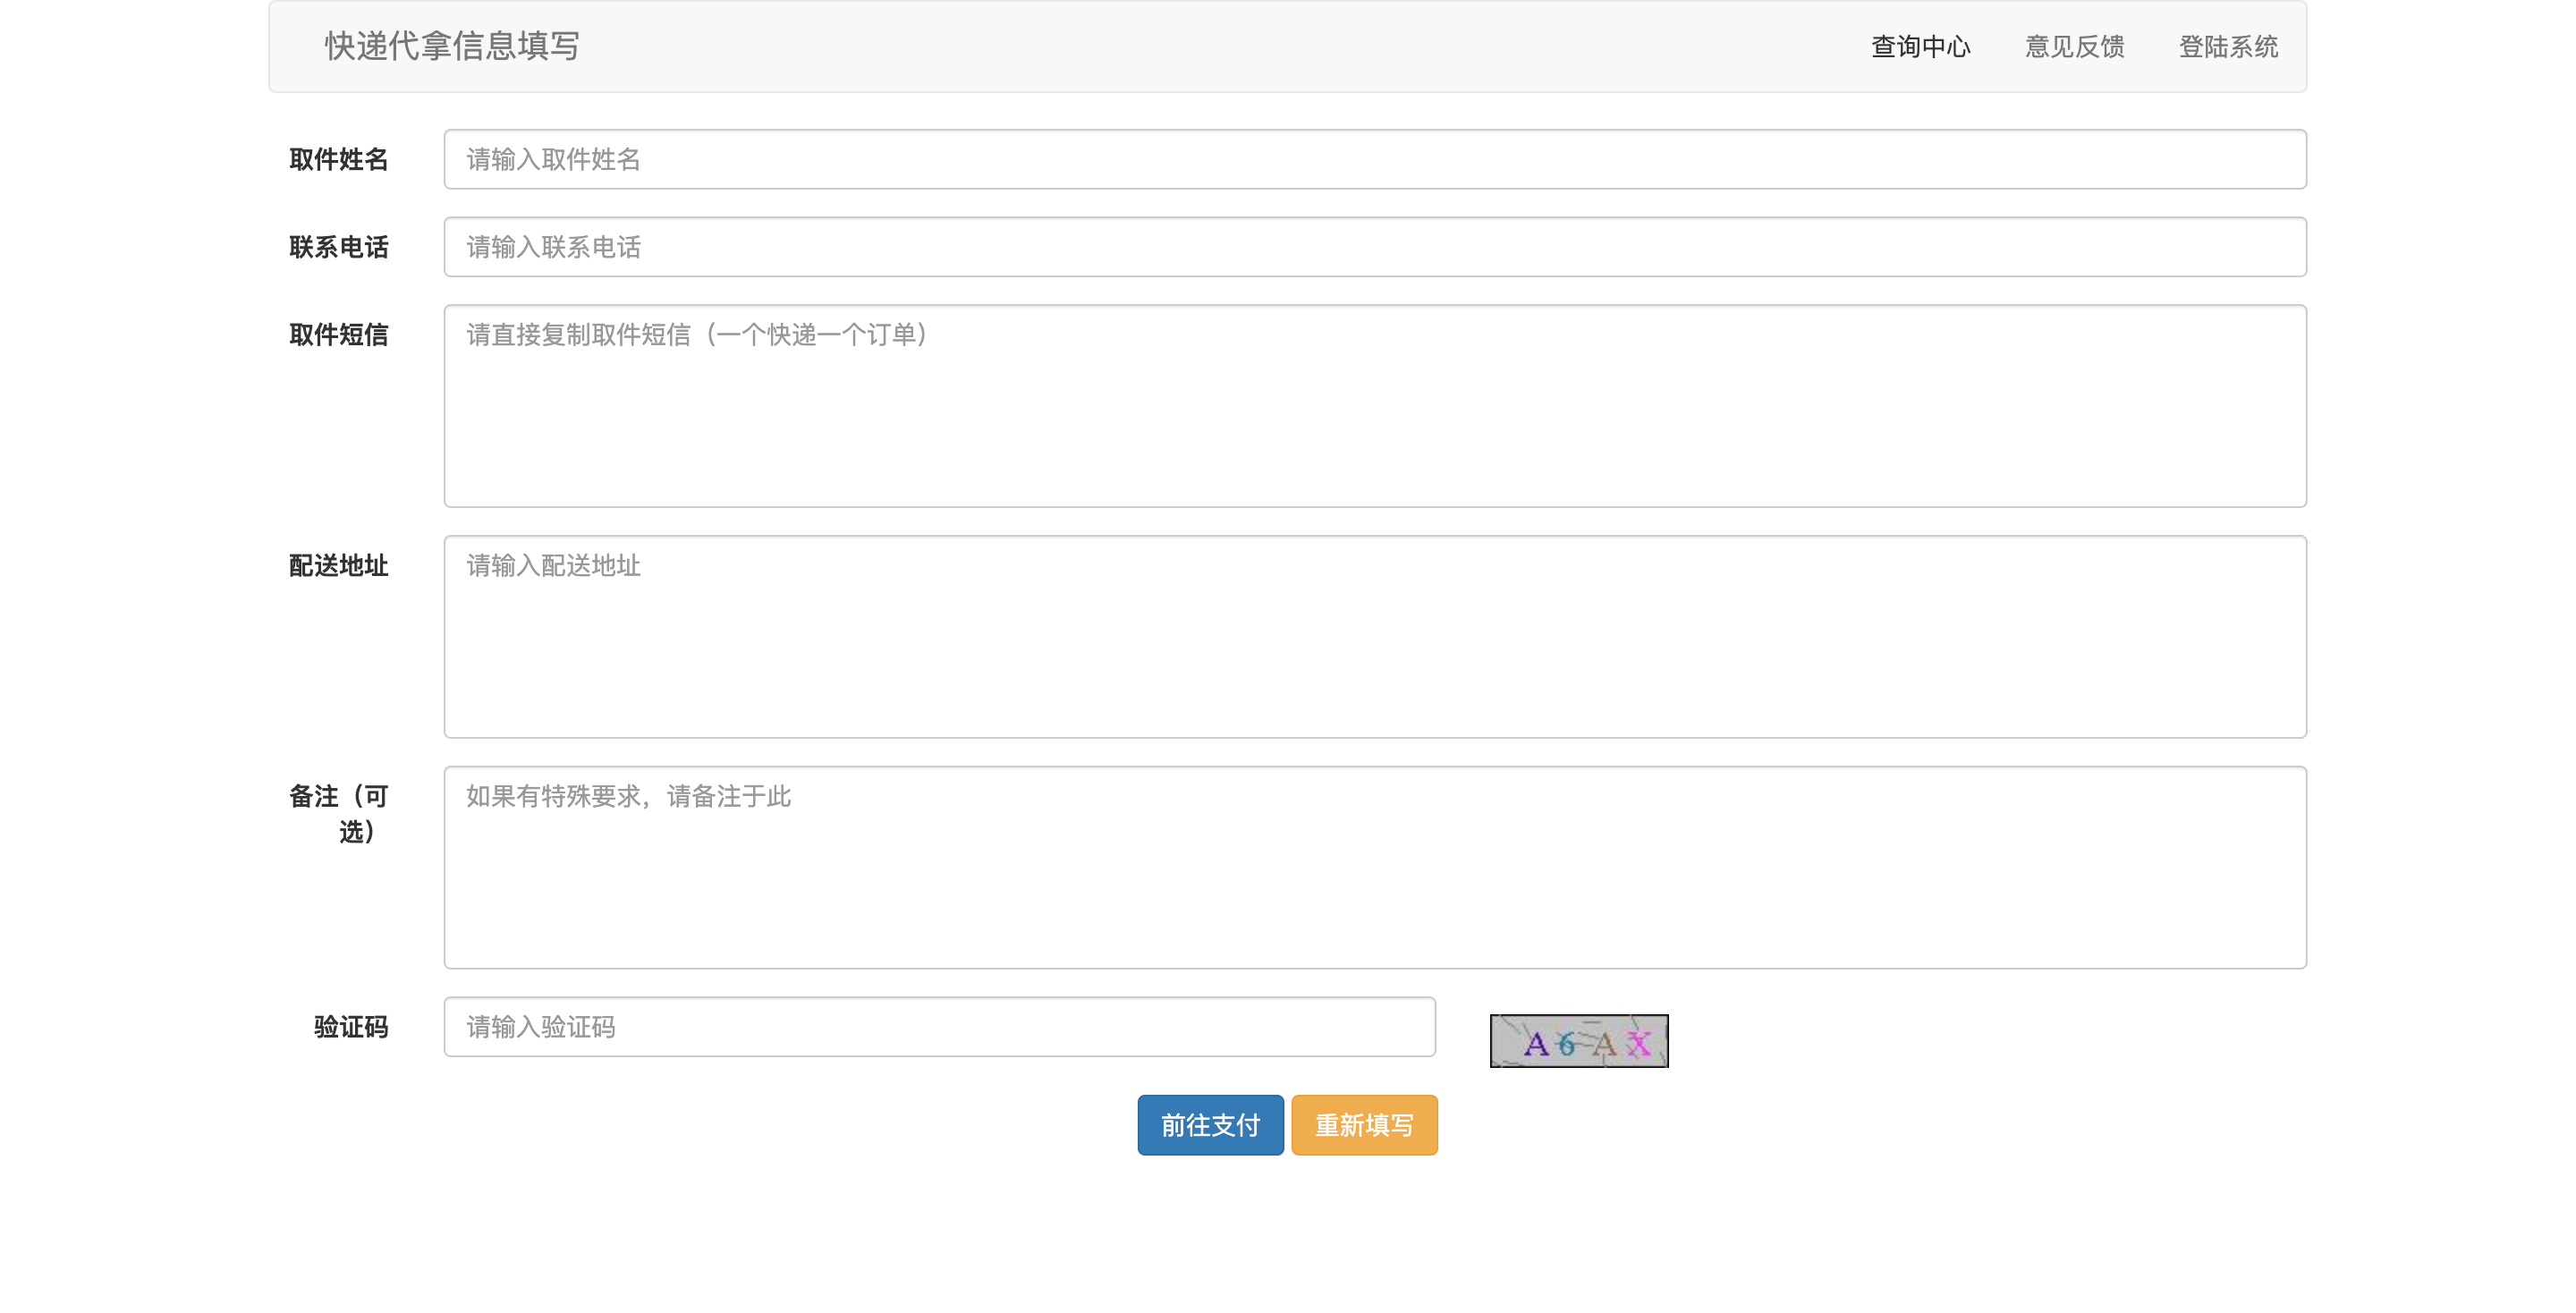 快递代拿信息填写 查询中心 意见反馈 登陆系统
取件姓名 请输入取件姓名
联系电话 请输入联系电话
取件短信 请直接复制取件短信（一个快递一个订单）
配送地址 请输入配送地址
备注（可 如果有特殊要求，请备注于此
选）
验证码 请输入验证码 A6AX
前往支付 重新填写